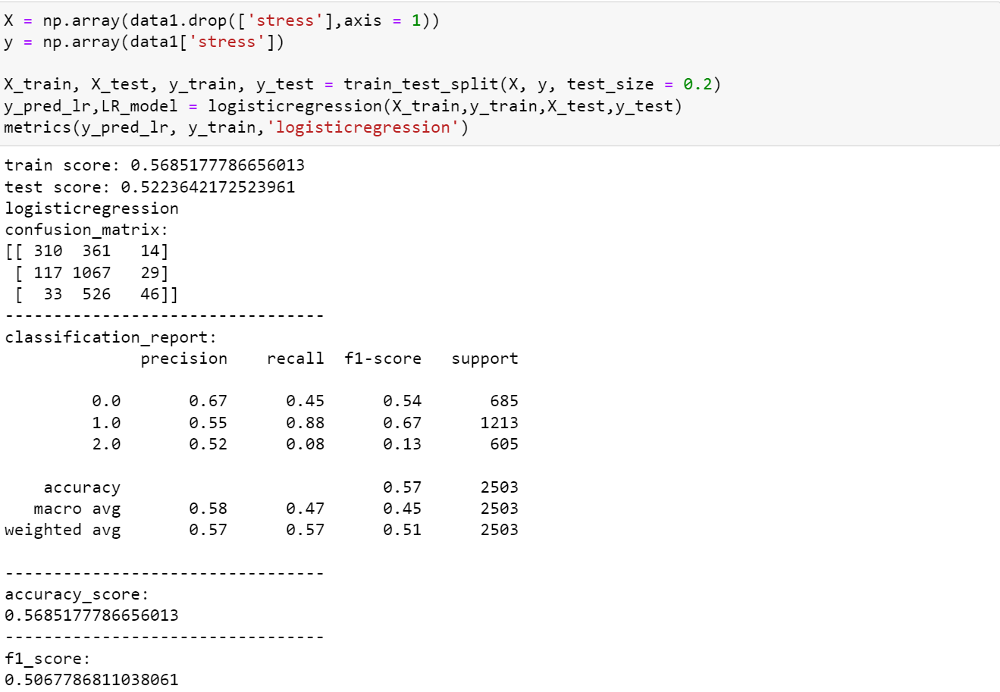 X = np.array(data1.drop(['stress'],axis = 1))
y = np.array(data1['stress'])
X_train, X_test, y_train, y_test = train_test_split(X, y, test_size = 0.2)
y_pred_lr,LR_model = logisticregression(X_train,y_train,X_test,y_test)
metrics(y_pred_lr, y_train,'logisticregression')
train score: 0.5685177786656013
test score: 0.5223642172523961
logisticregression
confusion_matrix:
[[ 310  361   14]
 [ 117 1067   29]
 [  33  526   46]]
---------------------------------
classification_report:
              precision    recall  f1-score   support
         0.0       0.67      0.45      0.54       685
         1.0       0.55      0.88      0.67      1213
         2.0       0.52      0.08      0.13       605
    accuracy                           0.57      2503
   macro avg       0.58      0.47      0.45      2503
weighted avg       0.57      0.57      0.51      2503
---------------------------------
accuracy_score:
0.5685177786656013
---------------------------------
f1_score:
0.5067786811038061